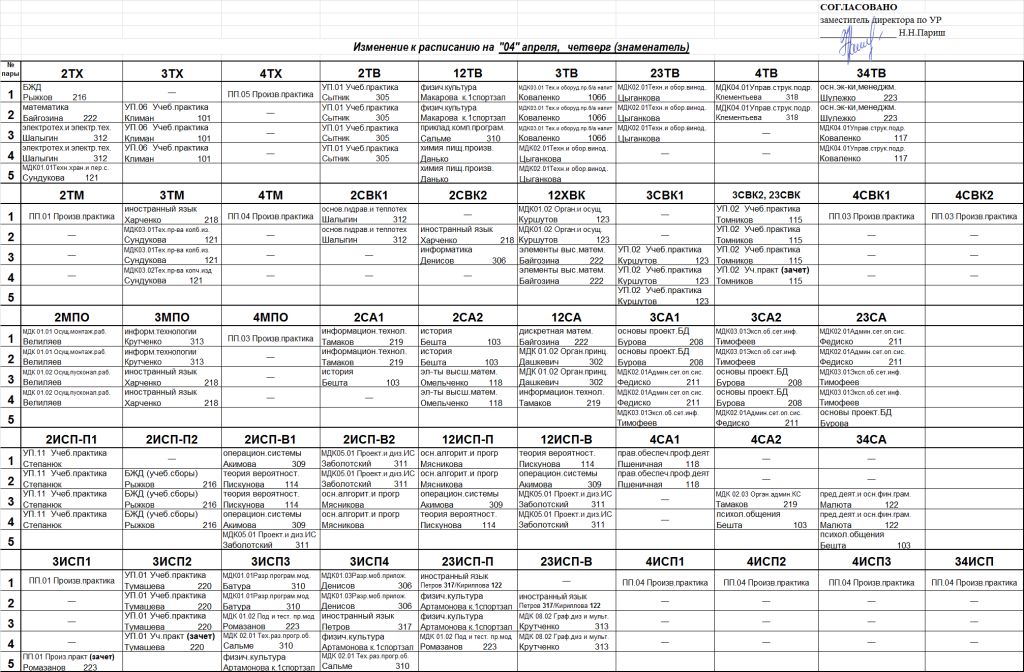 СОГЛАСОВАНО
заместитель директора по УР
Н.Н.Париш
Изменение к расписанию на "04" апреля, четверг (знаменатель)
№ пары 2ТХ 3ТХ 4ТХ 2ТВ 12ТВ 3ТВ 23ТВ 4ТВ 34ТВ
1 БЖД — ПП.05 Произв.практика УП.01 Учеб.практика физич.культура МДК03.01 Тех.и оборуд.пр.б/а напит МДК02.01Техн.и обор.винод. МДК04.01Управ.струк.подр. осн.эк-ки,менеджм.
Рыжков 216 Сытник 305 Макарова к.1спортзал Коваленко 106б Цыганкова Клементьева 318 Шулежко 223
2 математика УП.06 Учеб.практика — УП.01 Учеб.практика физич.культура МДК03.01 Тех.и оборуд.пр.б/а напит МДК02.01Техн.и обор.винод. МДК04.01Управ.струк.подр. осн.эк-ки,менеджм.
Байгозина 222 Климан 101 Сытник 305 Макарова к.1спортзал Коваленко 106б Цыганкова Клементьева 318 Шулежко 223
3 электротех.и электр.тех. УП.06 Учеб.практика — УП.01 Учеб.практика приклад.комп.програм. МДК03.01 Тех.и оборуд.пр.б/а напит МДК02.01Техн.и обор.винод. — МДК04.01Управ.струк.подр.
Шалыгин 312 Климан 101 Сытник 305 Сальме 310 Коваленко 106б Цыганкова Коваленко 117
4 электротех.и электр.тех. УП.06 Учеб.практика — УП.01 Учеб.практика химия пищ.произв. МДК02.01Техн.и обор.винод. — — МДК04.01Управ.струк.подр.
Шалыгин 312 Климан 101 Сытник 305 Данько Цыганкова Коваленко 117
5 МДК01.01Техн.хран.и пер.с. химия пищ.произв. МДК02.01Техн.и обор.винод.
Сундукова 121 Данько Цыганкова
2ТМ 3ТМ 4ТМ 2СВК1 2СВК2 12ХВК 3СВК1 3СВК2, 23СВК 4СВК1 4СВК2
1 ПП.01 Произв.практика иностранный язык ПП.04 Произв.практика основ.гидрав.и теплотех — МДК01.02 Орган.и осущ. — УП.02 Учеб.практика ПП.03 Произв.практика ПП.03 Произв.практика
Харченко 218 Шалыгин 312 Куршутов 123 Томников 115
2 — МДК03.01Тех.пр-ва колб.из. — основ.гидрав.и теплотех иностранный язык МДК01.02 Орган.и осущ. — УП.02 Учеб.практика — —
Сундукова 121 Шалыгин 312 Харченко 218 Куршутов 123 Томников 115
3 — МДК03.01Тех.пр-ва колб.из. — — информатика элементы выс.матем. УП.02 Учеб.практика УП.02 Учеб.практика — —
Сундукова 121 Денисов 306 Байгозина 222 Куршутов 123 Томников 115
4 — МДК03.02Тех.пр-ва копч.изд — — — элементы выс.матем. УП.02 Учеб.практика УП.02 Уч.практ (зачет) — —
Сундукова 121 Байгозина 222 Куршутов 123 Томников 115
5 УП.02 Учеб.практика
Куршутов 123
2МПО 3МПО 4МПО 2СА1 2СА2 12СА 3СА1 3СА2 23СА
1 МДК 01.01 Осущ.монтаж.раб. информ.технологии ПП.03 Произв.практика информацион.технол. история дискретная матем. основы проект.БД МДК03.01Эксп.об.сет.инф. МДК02.01Админ.сет.оп.сис.
Велиляев Крутченко 313 Тамаков 219 Бешта 103 Байгозина 222 Бурова 208 Тимофеев Федиско 211
2 МДК 01.01 Осущ.монтаж.раб. информ.технологии — информацион.технол. история МДК 01.02 Орган.принц. основы проект.БД МДК03.01Эксп.об.сет.инф. МДК02.01Админ.сет.оп.сис.
Велиляев Крутченко 313 Тамаков 219 Бешта 103 Дашкевич 302 Бурова 208 Тимофеев Федиско 211
3 МДК 01.02 Осущ.пусконал.раб. иностранный язык — история эл-ты высш.матем. МДК 01.02 Орган.принц. МДК02.01Админ.сет.оп.сис. основы проект.БД МДК03.01Эксп.об.сет.инф.
Велиляев Харченко 218 Бешта 103 Омельченко 118 Дашкевич 302 Федиско 211 Бурова 208 Тимофеев
4 МДК 01.02 Осущ.пусконал.раб. иностранный язык — — эл-ты высш.матем. информацион.технол. МДК02.01Админ.сет.оп.сис. основы проект.БД МДК03.01Эксп.об.сет.инф.
Велиляев Харченко 218 Омельченко 118 Тамаков 219 Федиско 211 Бурова 208 Тимофеев
5 МДК03.01Эксп.об.сет.инф. МДК02.01Админ.сет.оп.сис. основы проект.БД
Тимофеев Федиско 211 Бурова
2ИСП-П1 2ИСП-П2 2ИСП-В1 2ИСП-В2 12ИСП-П 12ИСП-В 4СА1 4СА2 34СА
1 УП.11 Учеб.практика — операцион.системы МДК05.01 Проект.и диз.ИС осн.алгорит.и прог теория вероятност. прав.обеспеч.проф.деят —
Степанюк Акимова 309 Заболотский 311 Мясникова Пискунова 114 Пшеничная 118
2 УП.11 Учеб.практика БЖД (учеб.сборы) теория вероятност. МДК05.01 Проект.и диз.ИС осн.алгорит.и прог операцион.системы прав.обеспеч.проф.деят —
Степанюк Рыжков 216 Пискунова 114 Заболотский 311 Мясникова Акимова 309 Пшеничная 118
3 УП.11 Учеб.практика БЖД (учеб.сборы) теория вероятност. осн.алгорит.и прогр операцион.системы МДК05.01 Проект.и диз.ИС — МДК 02.03 Орган.админ.КС пред.деят.и осн.фин.грам.
Степанюк Рыжков 216 Пискунова 114 Мясникова Акимова 309 Заболотский 311 Тамаков 219 Малюта 122
4 УП.11 Учеб.практика БЖД (учеб.сборы) операцион.системы осн.алгорит.и прогр теория вероятност. МДК05.01 Проект.и диз.ИС — психол.общения пред.деят.и осн.фин.грам.
Степанюк Рыжков 216 Акимова 309 Мясникова Пискунова 114 Заболотский 311 Бешта 103 Малюта 122
5 МДК05.01 Проект.и диз.ИС психол.общения
Заболотский 311 Бешта 103
3ИСП1 3ИСП2 3ИСП3 3ИСП4 23ИСП-П 23ИСП-В 4ИСП1 4ИСП2 4ИСП3 34ИСП
1 ПП.01 Произв.практика УП.01 Учеб.практика МДК01.01Разр.програм.мод. МДК01.03Разр.моб.прилож. иностранный язык — ПП.04 Произв.практика ПП.04 Произв.практика ПП.04 Произв.практика ПП.04 Произв.практика
Тумашева 220 Батура 310 Денисов 306 Петров 317/Кириллова 122
2 — УП.01 Учеб.практика МДК01.01Разр.програм.мод. МДК01.03Разр.моб.прилож. физич.культура иностранный язык — — — —
Тумашева 220 Батура 310 Денисов 306 Артамонова к.1спортзал Петров 317/Кириллова 122
3 — УП.01 Учеб.практика МДК 01.02 Под и тест. пр.мод иностранный язык физич.культура МДК 08.02 Граф.диз и мульт. — — — —
Тумашева 220 Ромазанов 223 Петров 317 Артамонова к.1спортзал Крутченко 313
4 — УП.01 Уч.практ (зачет) МДК 02.01 Тех.разр.прогр.об. физич.культура МДК 01.02 Под и тест. пр.мод МДК 08.02 Граф.диз и мульт. — — — —
Тумашева 220 Сальме 310 Артамонова к.1спортзал Ромазанов 223 Крутченко 313
5 ПП.01 Произ.практ (зачет) физич.культура МДК 02.01 Тех.раз.прогр.об.
Ромазанов 223 Артамонова к.1спортзал Сальме 310